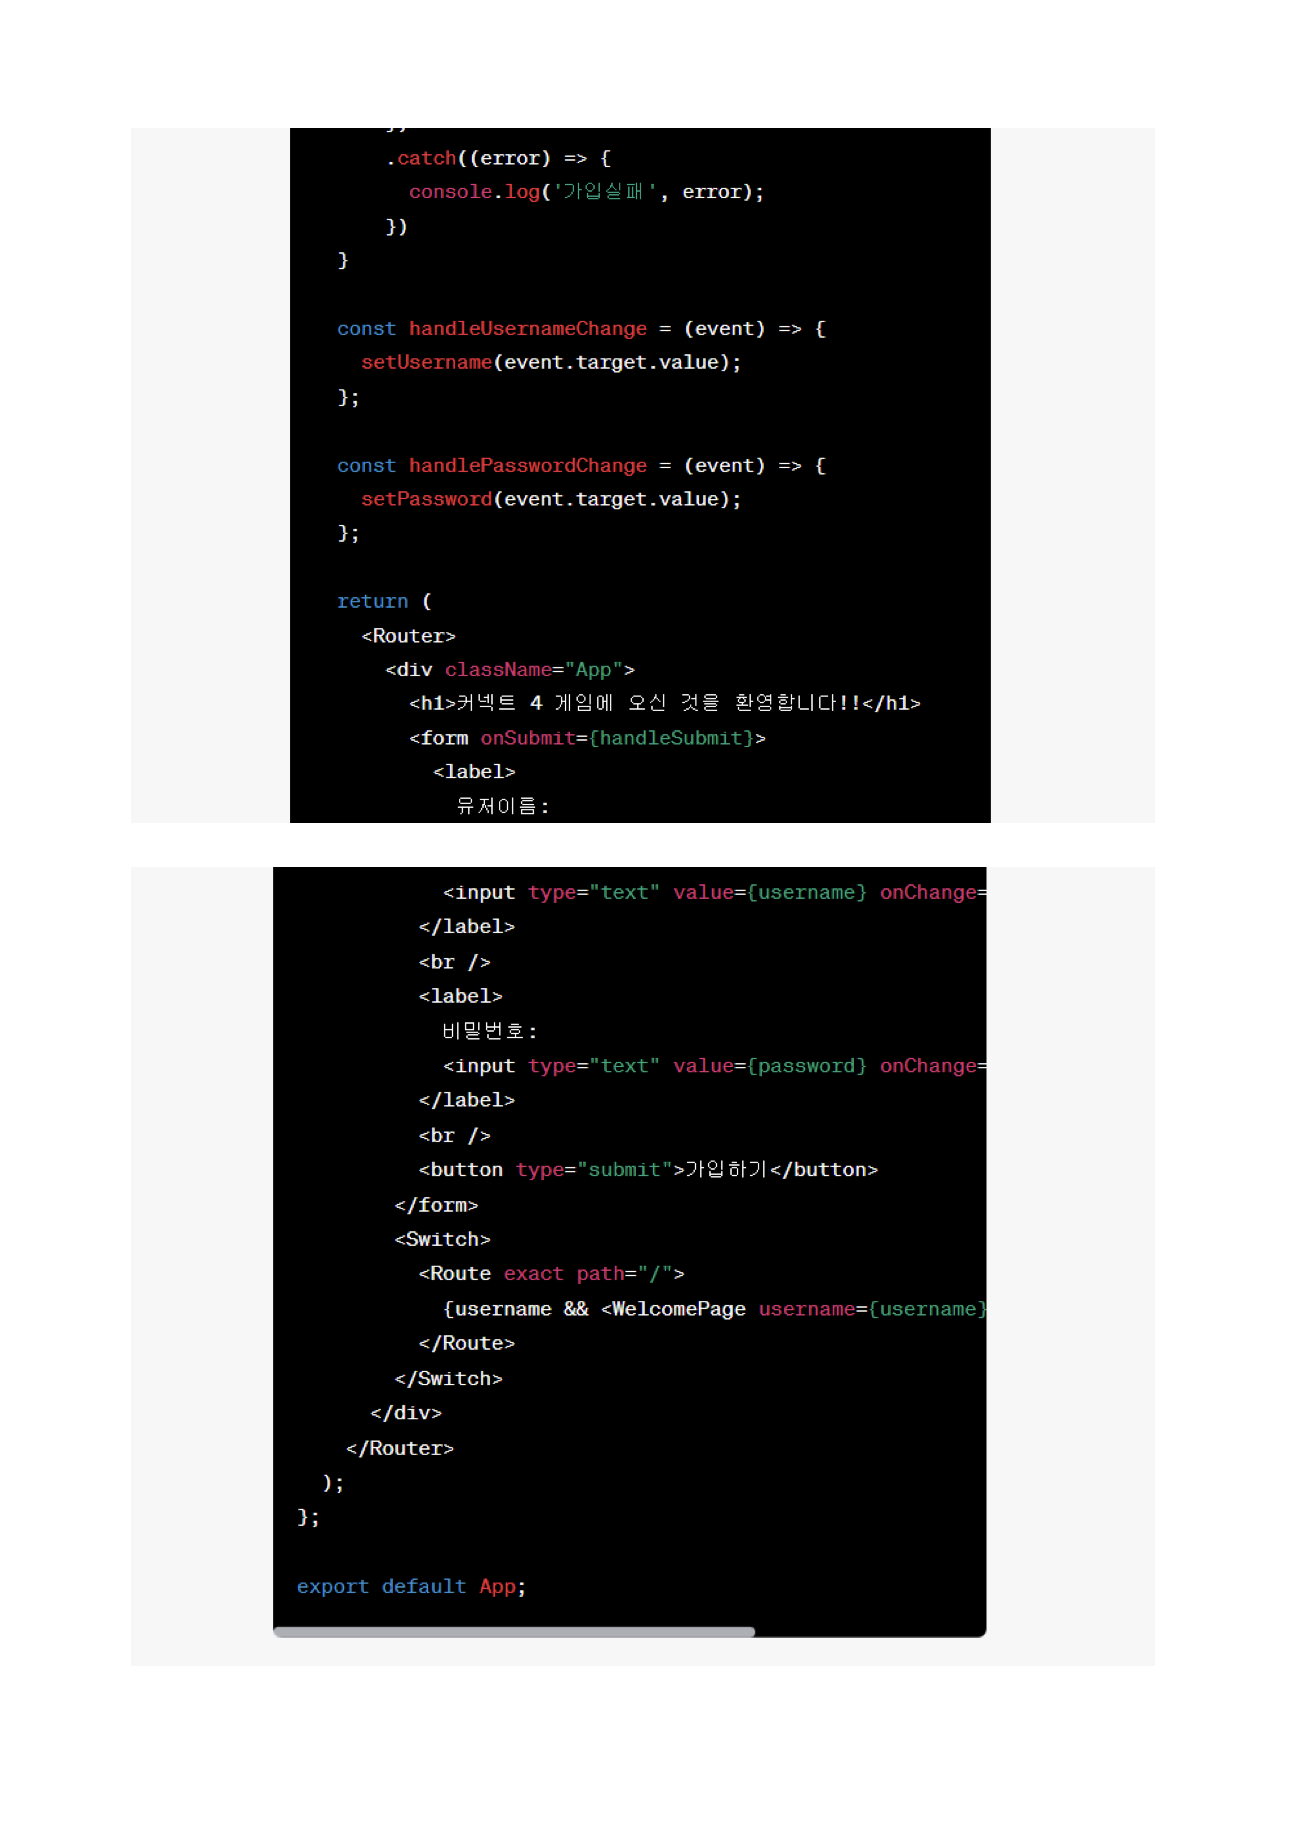 .catch((error) => {
console.log('가입실패', error);
})
}
const handleUsernameChange = (event) => {
setUsername(event.target.value);
};
const handlePasswordChange = (event) => {
setPassword(event.target.value);
};
return (
<Router>
<div className="App">
<h1>커넥트 4 게임에 오신 것을 환영합니다!!</h1>
<form onSubmit={handleSubmit}>
<label>
유저이름:
<input type="text" value={username} onChange=
</label>
<br />
<label>
비밀번호:
<input type="text" value={password} onChange=
</label>
<br />
<button type="submit">가입하기</button>
</form>
<Switch>
<Route exact path="/">
{username && <WelcomePage username={username}
</Route>
</Switch>
</div>
</Router>
);
};
export default App;